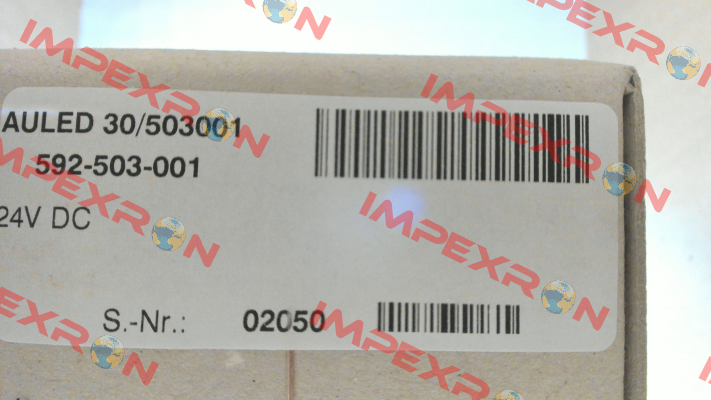 IMPEXRON
IMPEXRON
AULED 30/503001
592-503-001
24V DC
S.-Nr.: 02050
IMPEXRON
IMPEXRON
IMPEXRON
IMPEXRON